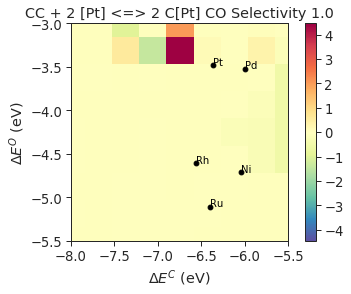 CC + 2 [Pt] <=> 2 C[Pt] CO Selectivity 1.0
ΔE^O (eV)
−3.0
−3.5
−4.0
−4.5
−5.0
−5.5
Pt
Pd
Rh
Ni
Ru
−8.0 −7.5 −7.0 −6.5 −6.0 −5.5
ΔE^C (eV)
4
3
2
1
0
−1
−2
−3
−4